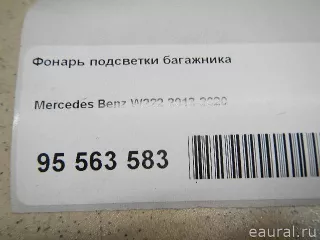 Фонарь подсветки багажника
Mercedes Benz W222 2013-2020
95 563 583
eaural.ru